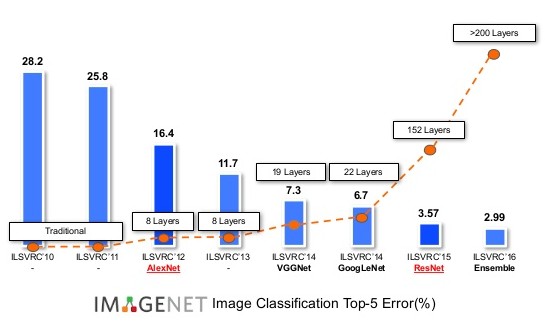 >200 Layers
28.2
25.8
16.4
152 Layers
11.7
19 Layers
22 Layers
7.3
6.7
Traditional
8 Layers
8 Layers
3.57
2.99
ILSVRC'10
ILSVRC'11
ILSVRC'12
ILSVRC'13
ILSVRC'14
ILSVRC'14
ILSVRC'15
ILSVRC'16
-
-
AlexNet
-
VGGNet
GoogLeNet
ResNet
Ensemble
IMAGENET Image Classification Top-5 Error(%)